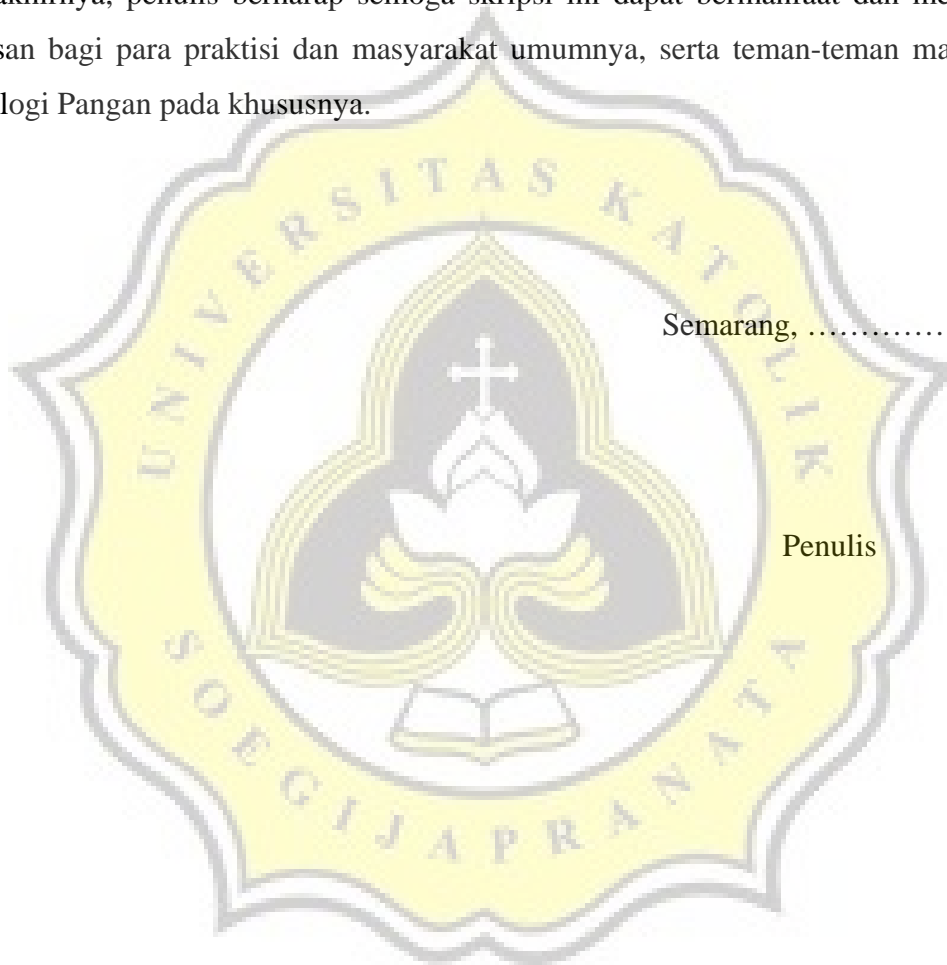 akhirnya, penulis berharap semoga skripsi ini dapat bermanfaat dan me
san bagi para praktisi dan masyarakat umumnya, serta teman-teman ma
logi Pangan pada khususnya.
UNIVERSITAS KATOLIK
Semarang, ..............
Penulis
SOEGIJAPRANATA